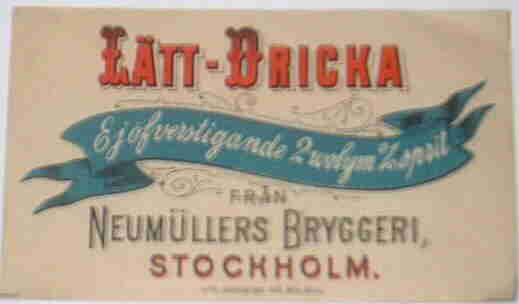 LÄTT-DRICKA
Ej öfverstigande 2 volym % sprit
FRÅN
NEUMÜLLERS BRYGGERI,
STOCKHOLM.